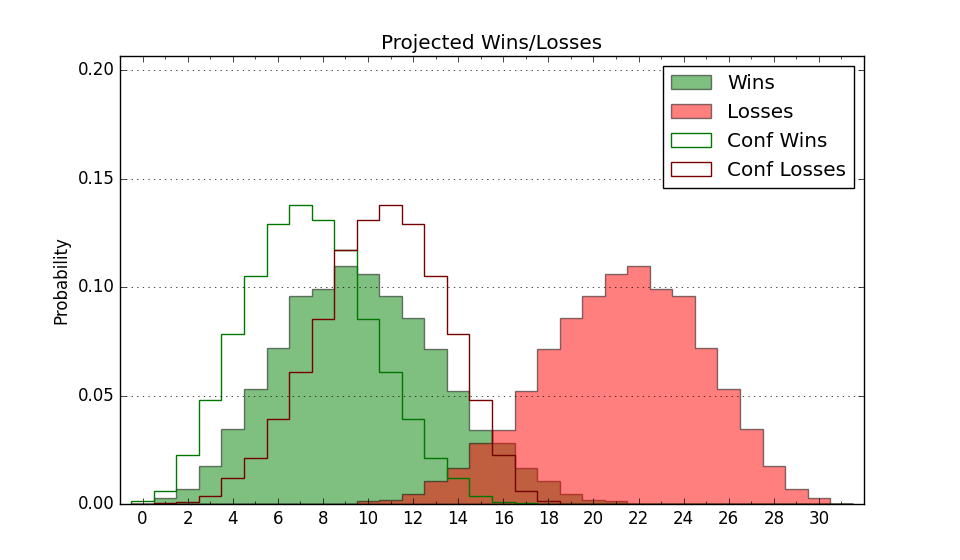 Projected Wins/Losses
0.20
0.15
0.10
0.05
0.00
Probability
Wins
Losses
Conf Wins
Conf Losses
0 2 4 6 8 10 12 14 16 18 20 22 24 26 28 30